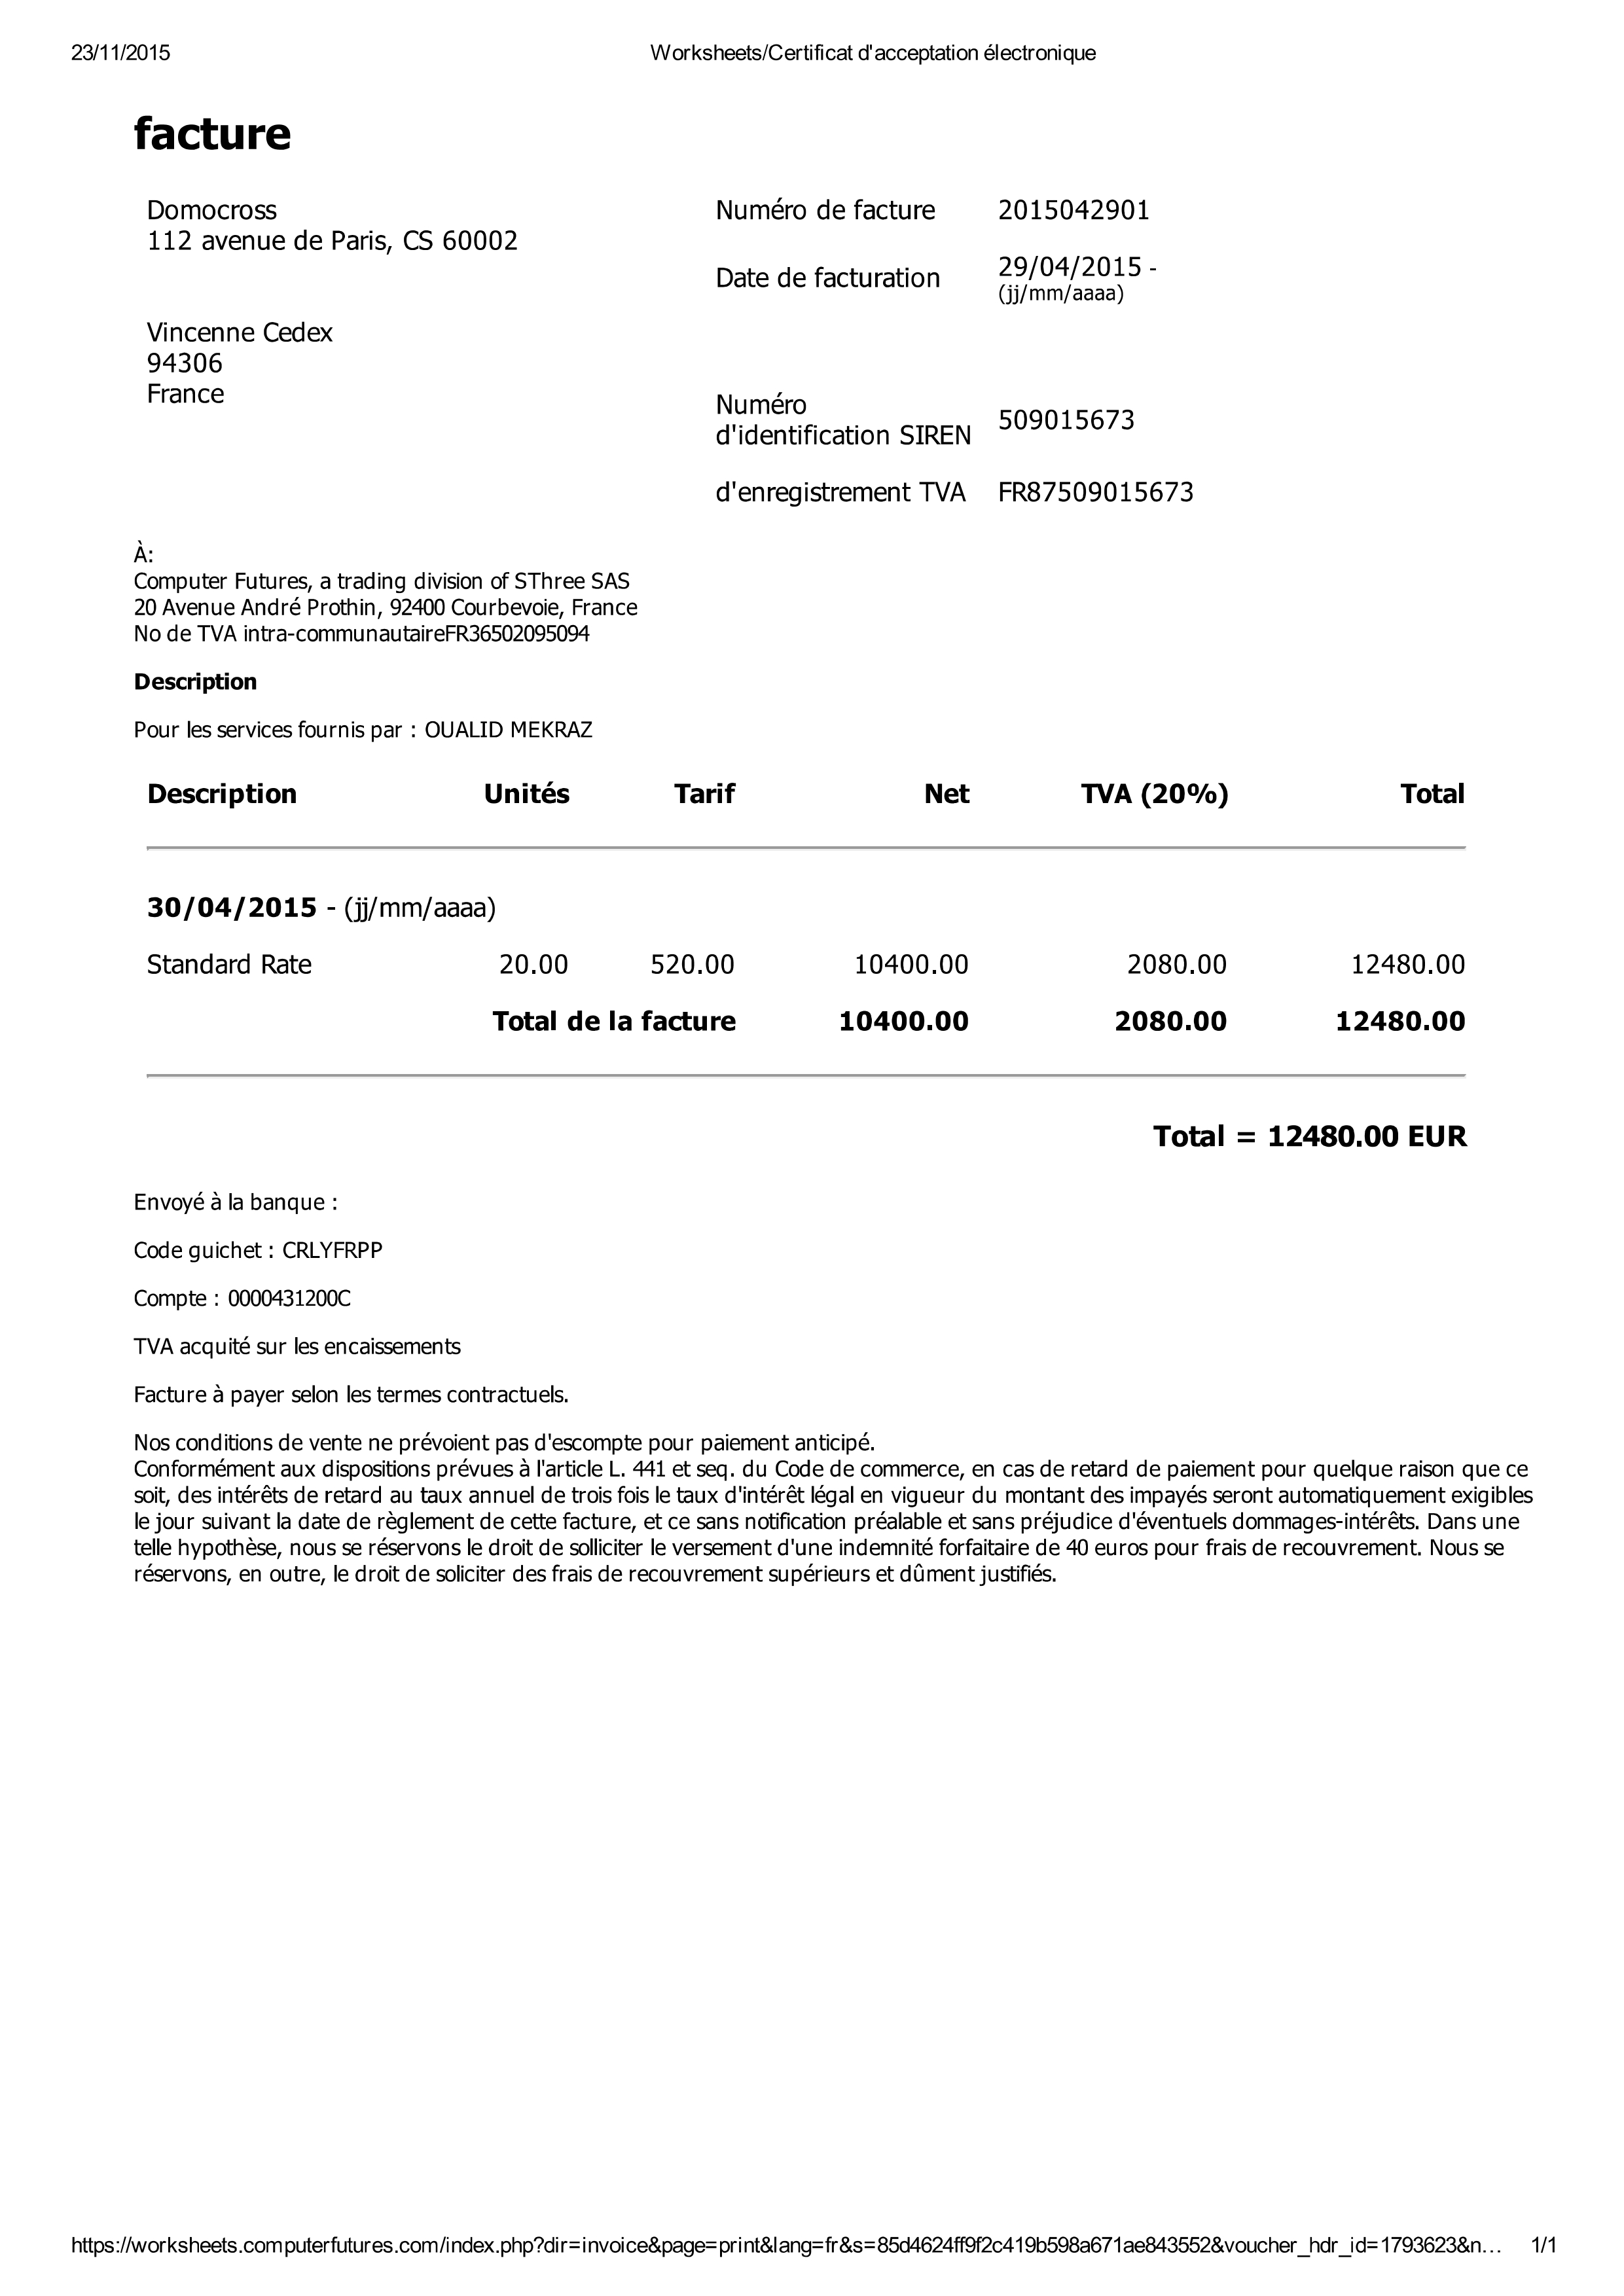 23/11/2015 Worksheets/Certificat d'acceptation électronique
facture
Domocross
112 avenue de Paris, CS 60002
Vincenne Cedex
94306
France
Numéro de facture 2015042901
Date de facturation 29/04/2015 -
(jj/mm/aaaa)
Numéro
d'identification SIREN 509015673
d'enregistrement TVA FR87509015673
À:
Computer Futures, a trading division of SThree SAS
20 Avenue André Prothin, 92400 Courbevoie, France
No de TVA intra-communautaireFR36502095094
Description
Pour les services fournis par : OUALID MEKRAZ
Description Unités Tarif Net TVA (20%) Total
30/04/2015 - (jj/mm/aaaa)
Standard Rate 20.00 520.00 10400.00 2080.00 12480.00
Total de la facture 10400.00 2080.00 12480.00
Total = 12480.00 EUR
Envoyé à la banque :
Code guichet : CRLYFRPP
Compte : 0000431200C
TVA acquité sur les encaissements
Facture à payer selon les termes contractuels.
Nos conditions de vente ne prévoient pas d'escompte pour paiement anticipé.
Conformément aux dispositions prévues à l'article L. 441 et seq. du Code de commerce, en cas de retard de paiement pour quelque raison que ce
soit, des intérêts de retard au taux annuel de trois fois le taux d'intérêt légal en vigueur du montant des impayés seront automatiquement exigibles
le jour suivant la date de règlement de cette facture, et ce sans notification préalable et sans préjudice d'éventuels dommages-intérêts. Dans une
telle hypothèse, nous se réservons le droit de solliciter le versement d'une indemnité forfaitaire de 40 euros pour frais de recouvrement. Nous se
réservons, en outre, le droit de soliciter des frais de recouvrement supérieurs et dûment justifiés.
https://worksheets.computerfutures.com/index.php?dir=invoice&page=print&lang=fr&s=85d4624ff9f2c419b598a671ae843552&voucher_hdr_id=1793623&n… 1/1